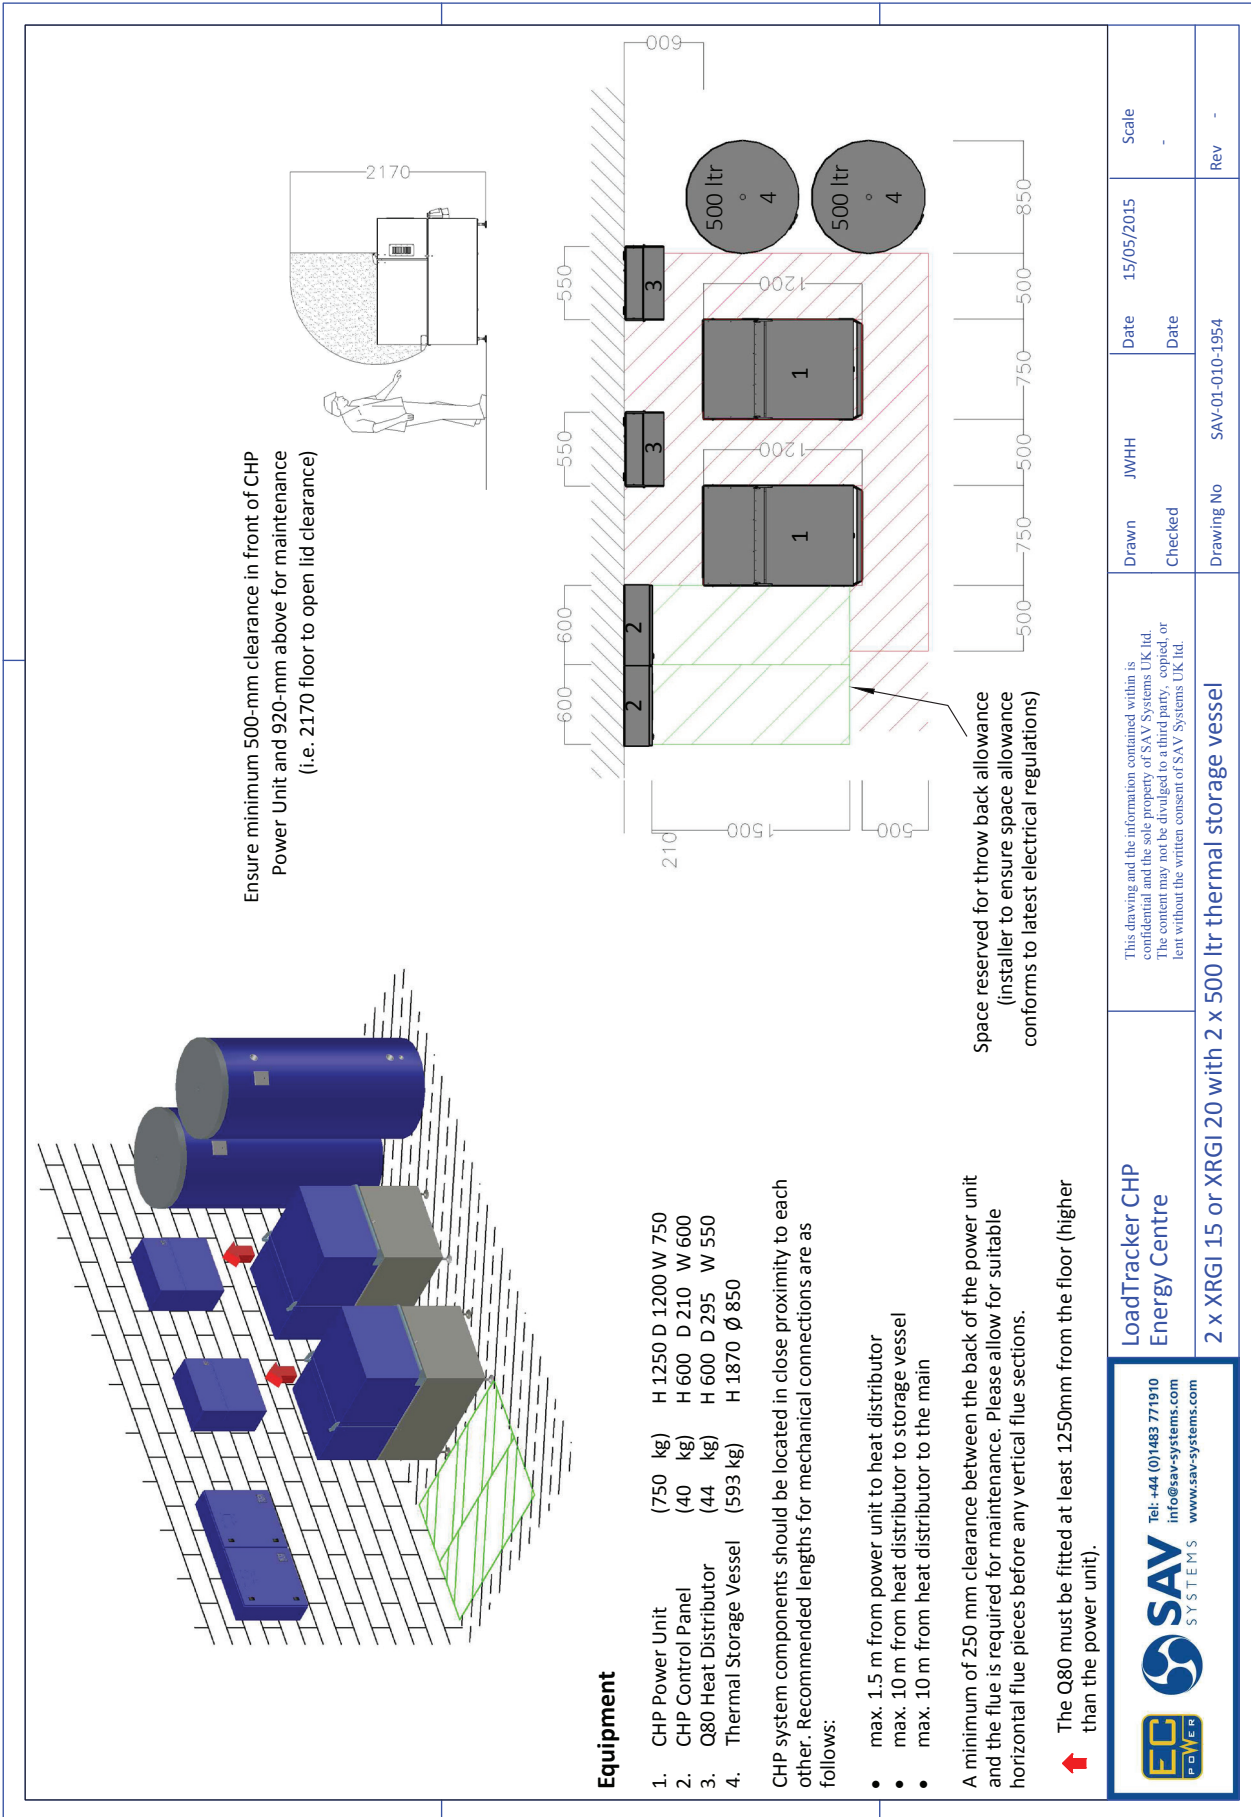 Ensure minimum 500-mm clearance in front of CHP
Power Unit and 920-mm above for maintenance
(i.e. 2170 floor to open lid clearance)
2170
Equipment
1. CHP Power Unit (750 kg) H 1250 D 1200 W 750
2. CHP Control Panel (40 kg) H 600 D 210 W 600
3. Q80 Heat Distributor (44 kg) H 600 D 295 W 550
4. Thermal Storage Vessel (593 kg) H 1870 Ø 850
CHP system components should be located in close proximity to each
other. Recommended lengths for mechanical connections are as
follows:
• max. 1.5 m from power unit to heat distributor
• max. 10 m from heat distributor to storage vessel
• max. 10 m from heat distributor to the main
A minimum of 250 mm clearance between the back of the power unit
and the flue is required for maintenance. Please allow for suitable
horizontal flue pieces before any vertical flue sections.
The Q80 must be fitted at least 1250mm from the floor (higher
than the power unit).
600 600 550 550
600
2 2 3 3
210
1500
500
1200 1200
1 1
500 ltr
4
500 ltr
4
500 750 500 750 500 850
Space reserved for throw back allowance
(installer to ensure space allowance
conforms to latest electrical regulations)
EC
POWER
SAV
SYSTEMS
Tel: +44 (0)1483 771910
info@sav-systems.com
www.sav-systems.com
LoadTracker CHP
Energy Centre
This drawing and the information contained within is
confidential and the sole property of SAV Systems UK ltd.
The content may not be divulged to a third party, copied, or
lent without the written consent of SAV Systems UK ltd.
Drawn JWHH
Date 15/05/2015
Scale
-
Checked
Date
2 x XRGI 15 or XRGI 20 with 2 x 500 ltr thermal storage vessel
Drawing No SAV-01-010-1954
Rev -